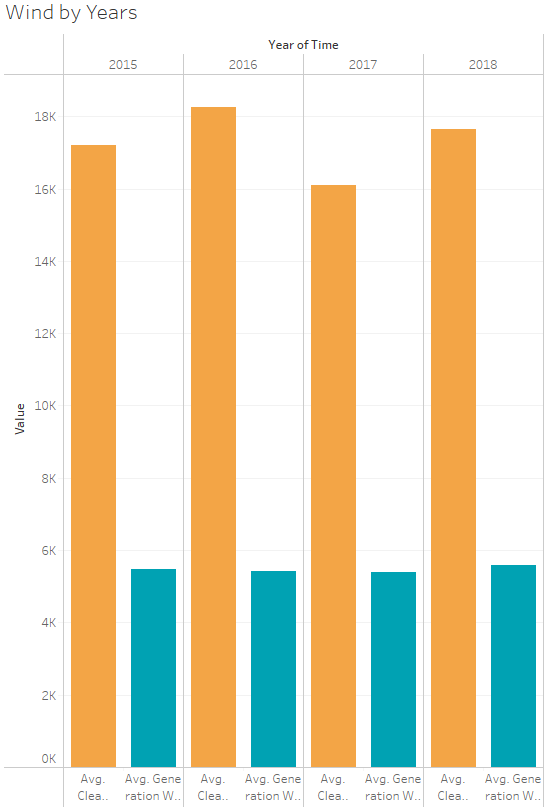 Wind by Years
Year of Time
2015 2016 2017 2018
18K
16K
14K
12K
10K
8K
6K
4K
2K
0K
Value
Avg. Avg. Gene Avg. Avg. Gene Avg. Avg. Gene Avg. Avg. Gene
Clea.. ration W.. Clea.. ration W.. Clea.. ration W.. Clea.. ration W..